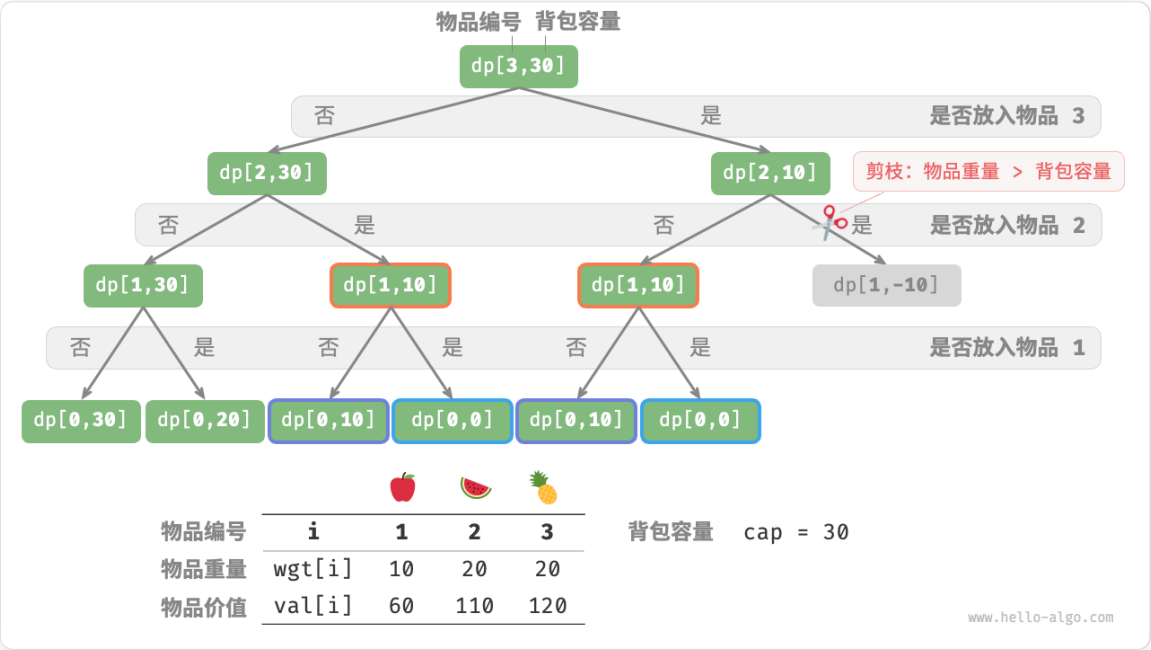 物品编号 背包容量
dp[3,30]
否 是 是否放入物品 3
dp[2,30] dp[2,10] 剪枝：物品重量 > 背包容量
否 是 否 是 是否放入物品 2
dp[1,30] dp[1,10] dp[1,10] dp[1,-10]
否 是 否 是 否 是 是否放入物品 1
dp[0,30] dp[0,20] dp[0,10] dp[0,0] dp[0,10] dp[0,0]
物品编号 i 1 2 3 背包容量 cap = 30
物品重量 wgt[i] 10 20 20
物品价值 val[i] 60 110 120
www.hello-algo.com